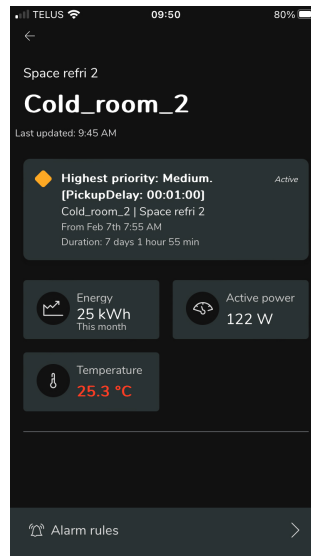 TELUS
09:50
80%
Space refri 2
Cold_room_2
Last updated: 9:45 AM
Highest priority: Medium.
Active
[PickupDelay: 00:01:00]
Cold_room_2 | Space refri 2
From Feb 7th 7:55 AM
Duration: 7 days 1 hour
55 min
Energy
25 kWh
This month
Active power
122 W
Temperature
25.3 °C
Alarm rules